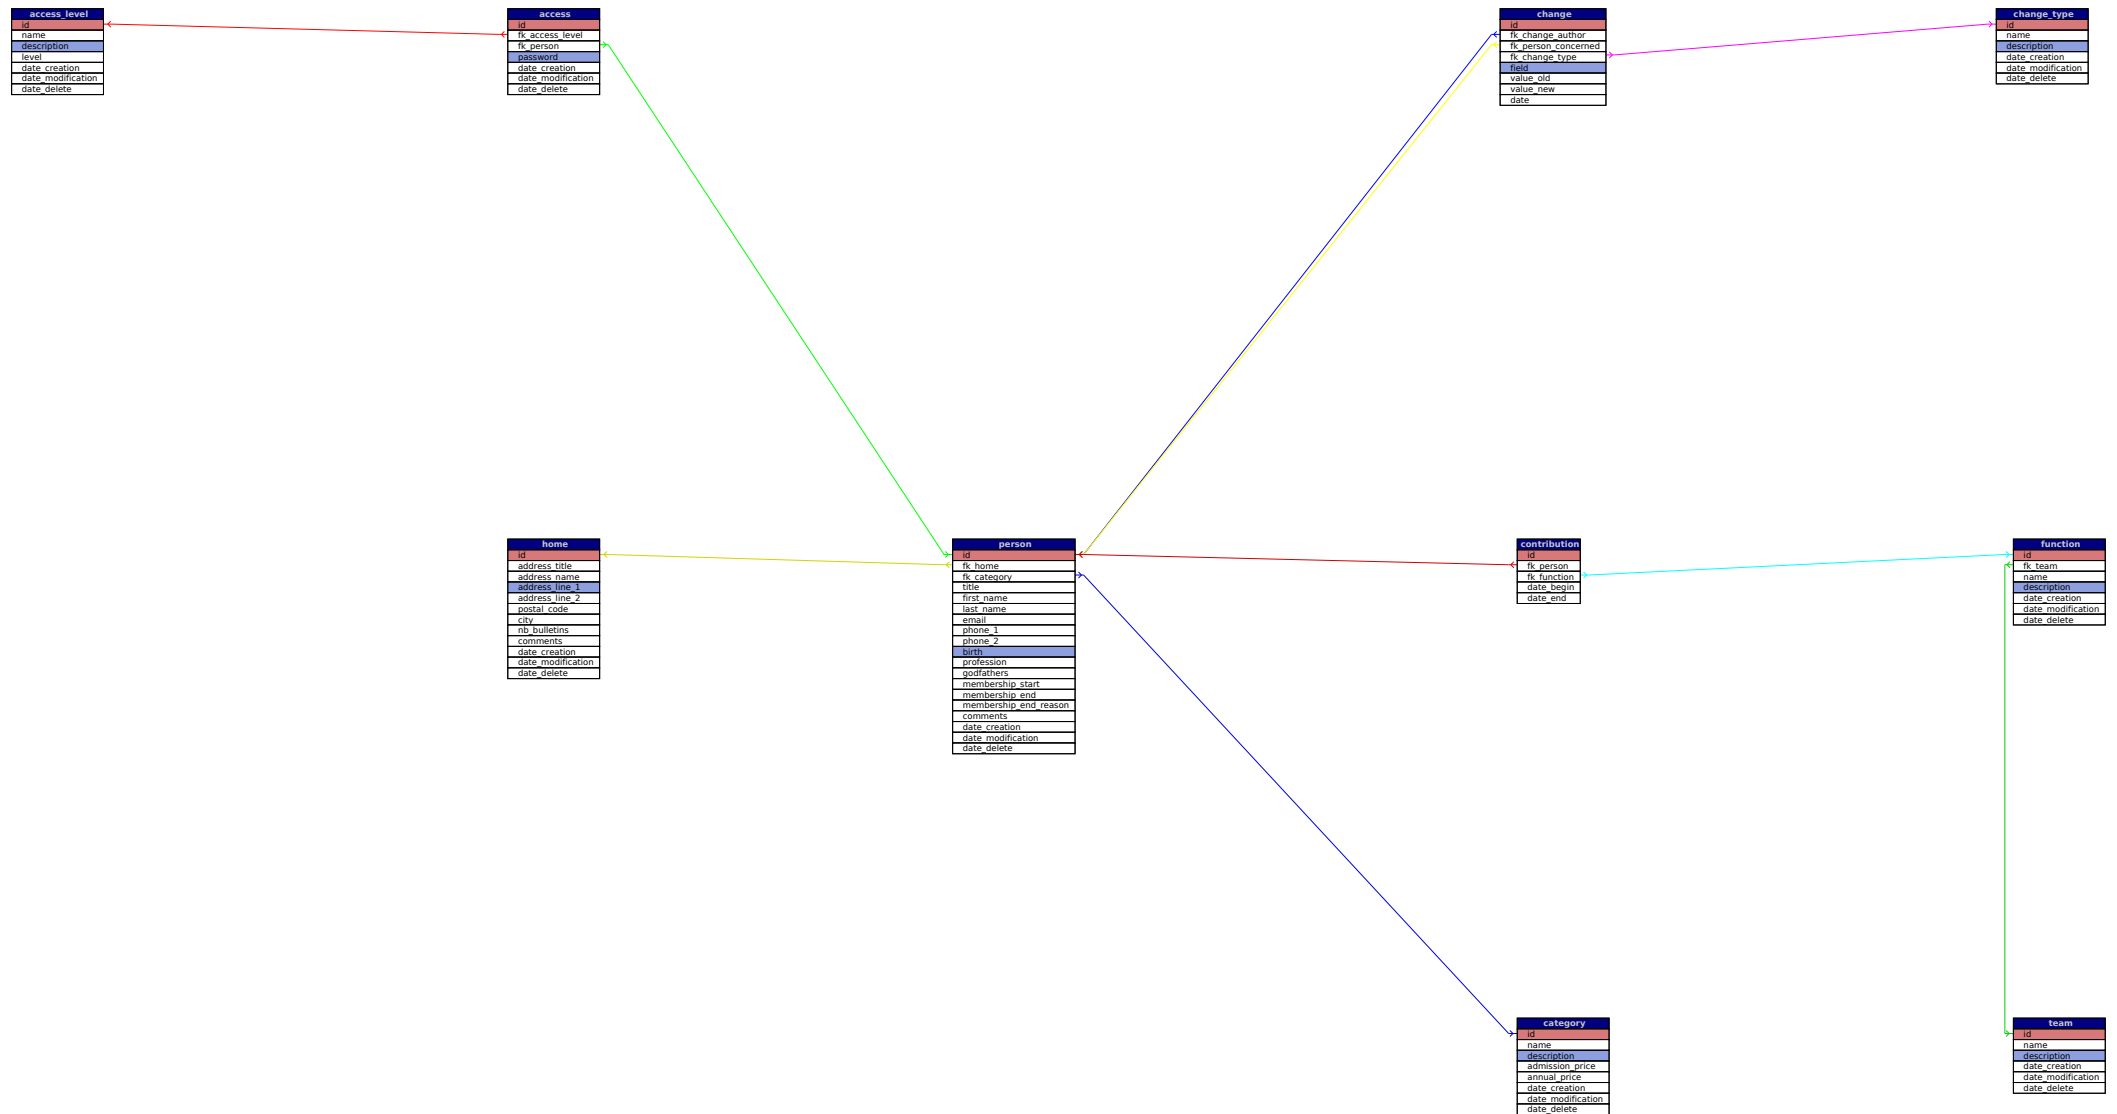 access_level
id
name
description
level
date_creation
date_modification
date_delete
access
id
fk_access_level
fk_person
password
date_creation
date_modification
date_delete
change
id
fk_change_author
fk_person_concerned
fk_change_type
field
value_old
value_new
date
change_type
id
name
description
date_creation
date_modification
date_delete
home
id
address_title
address_name
address_line_1
address_line_2
postal_code
city
nb_bulletins
comments
date_creation
date_modification
date_delete
person
id
fk_home
fk_category
title
first_name
last_name
email
phone_1
phone_2
birth
profession
godfathers
membership_start
membership_end
membership_end_reason
comments
date_creation
date_modification
date_delete
contribution
id
fk_person
fk_function
date_begin
date_end
function
id
fk_team
name
description
date_creation
date_modification
date_delete
category
id
name
description
admission_price
annual_price
date_creation
date_modification
date_delete
team
id
name
description
date_creation
date_modification
date_delete